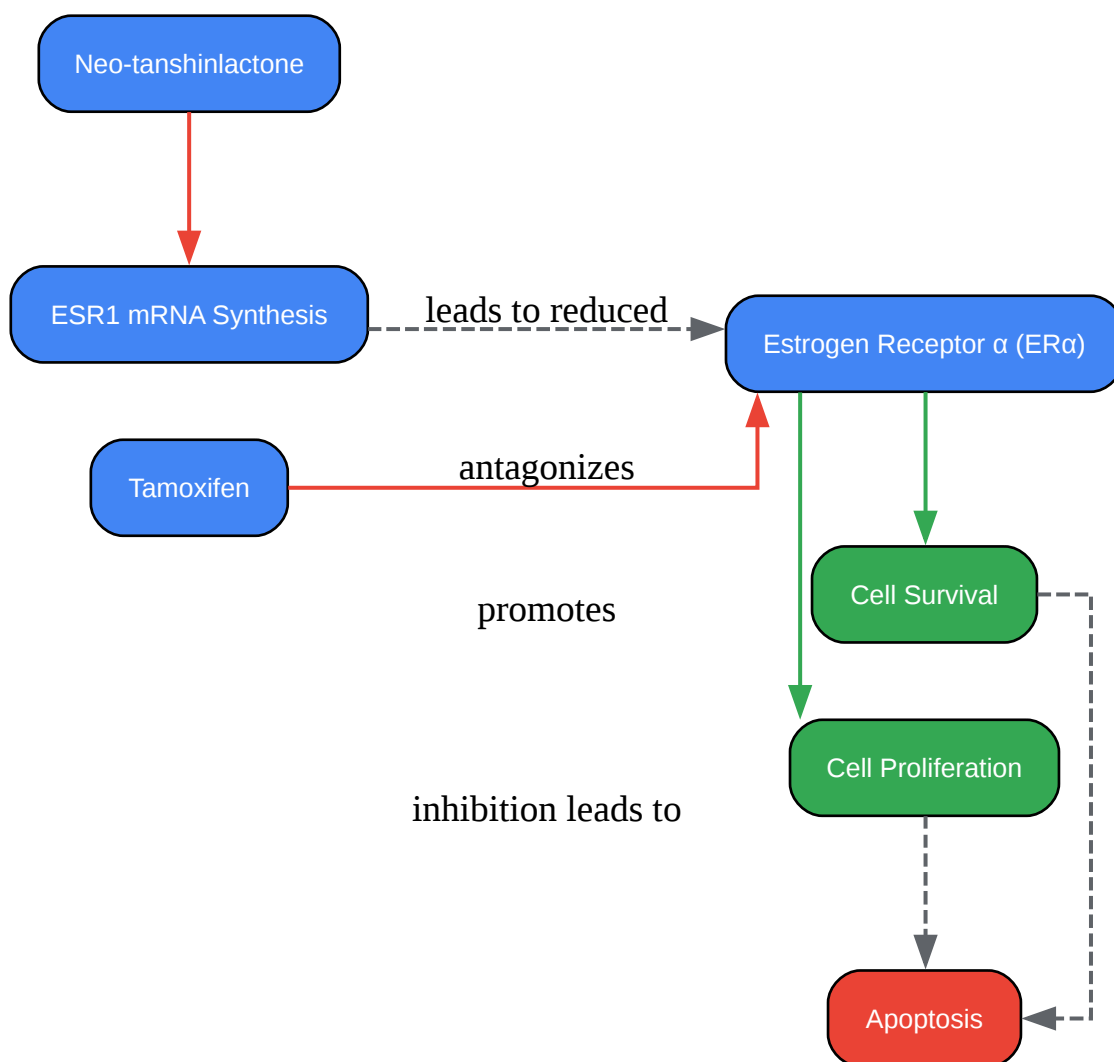 Neo-tanshinlactone
ESR1 mRNA Synthesis
leads to reduced
Estrogen Receptor α (ERα)
Tamoxifen
antagonizes
promotes
Cell Survival
Cell Proliferation
inhibition leads to
Apoptosis